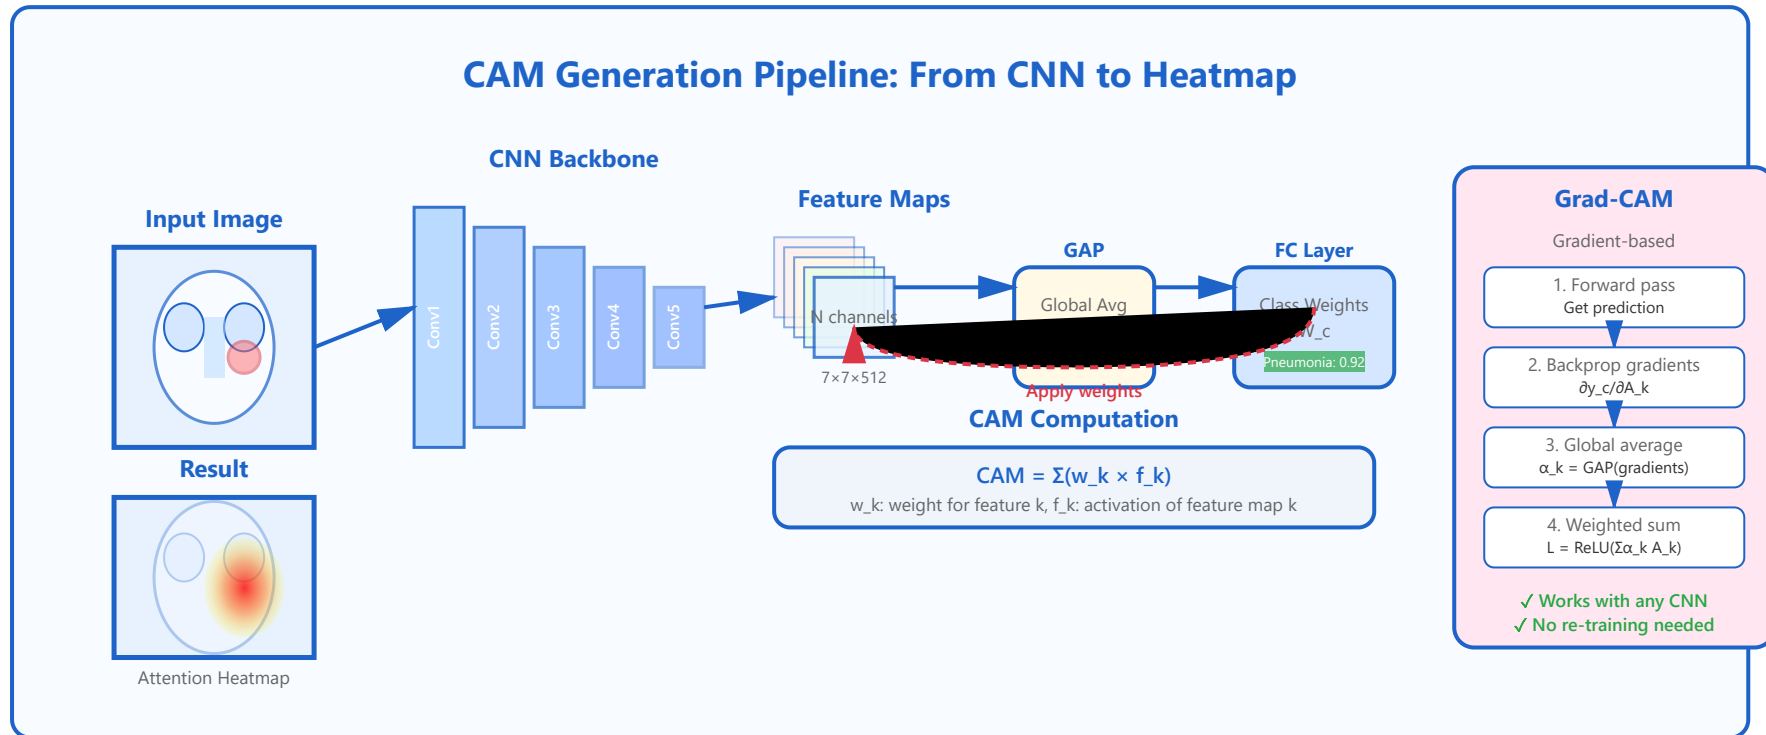 CAM Generation Pipeline: From CNN to Heatmap
Input Image
Result
Attention Heatmap
CNN Backbone
Conv1
Conv2
Conv3
Conv4
Conv5
Feature Maps
N channels
7×7×512
GAP
Global Avg
FC Layer
Class Weights
W_c
Pneumonia: 0.92
Apply weights
CAM Computation
CAM = Σ(w_k × f_k)
w_k: weight for feature k, f_k: activation of feature map k
Grad-CAM
Gradient-based
1. Forward pass
Get prediction
2. Backprop gradients
∂y_c/∂A_k
3. Global average
α_k = GAP(gradients)
4. Weighted sum
L = ReLU(Σα_k A_k)
✓ Works with any CNN
✓ No re-training needed